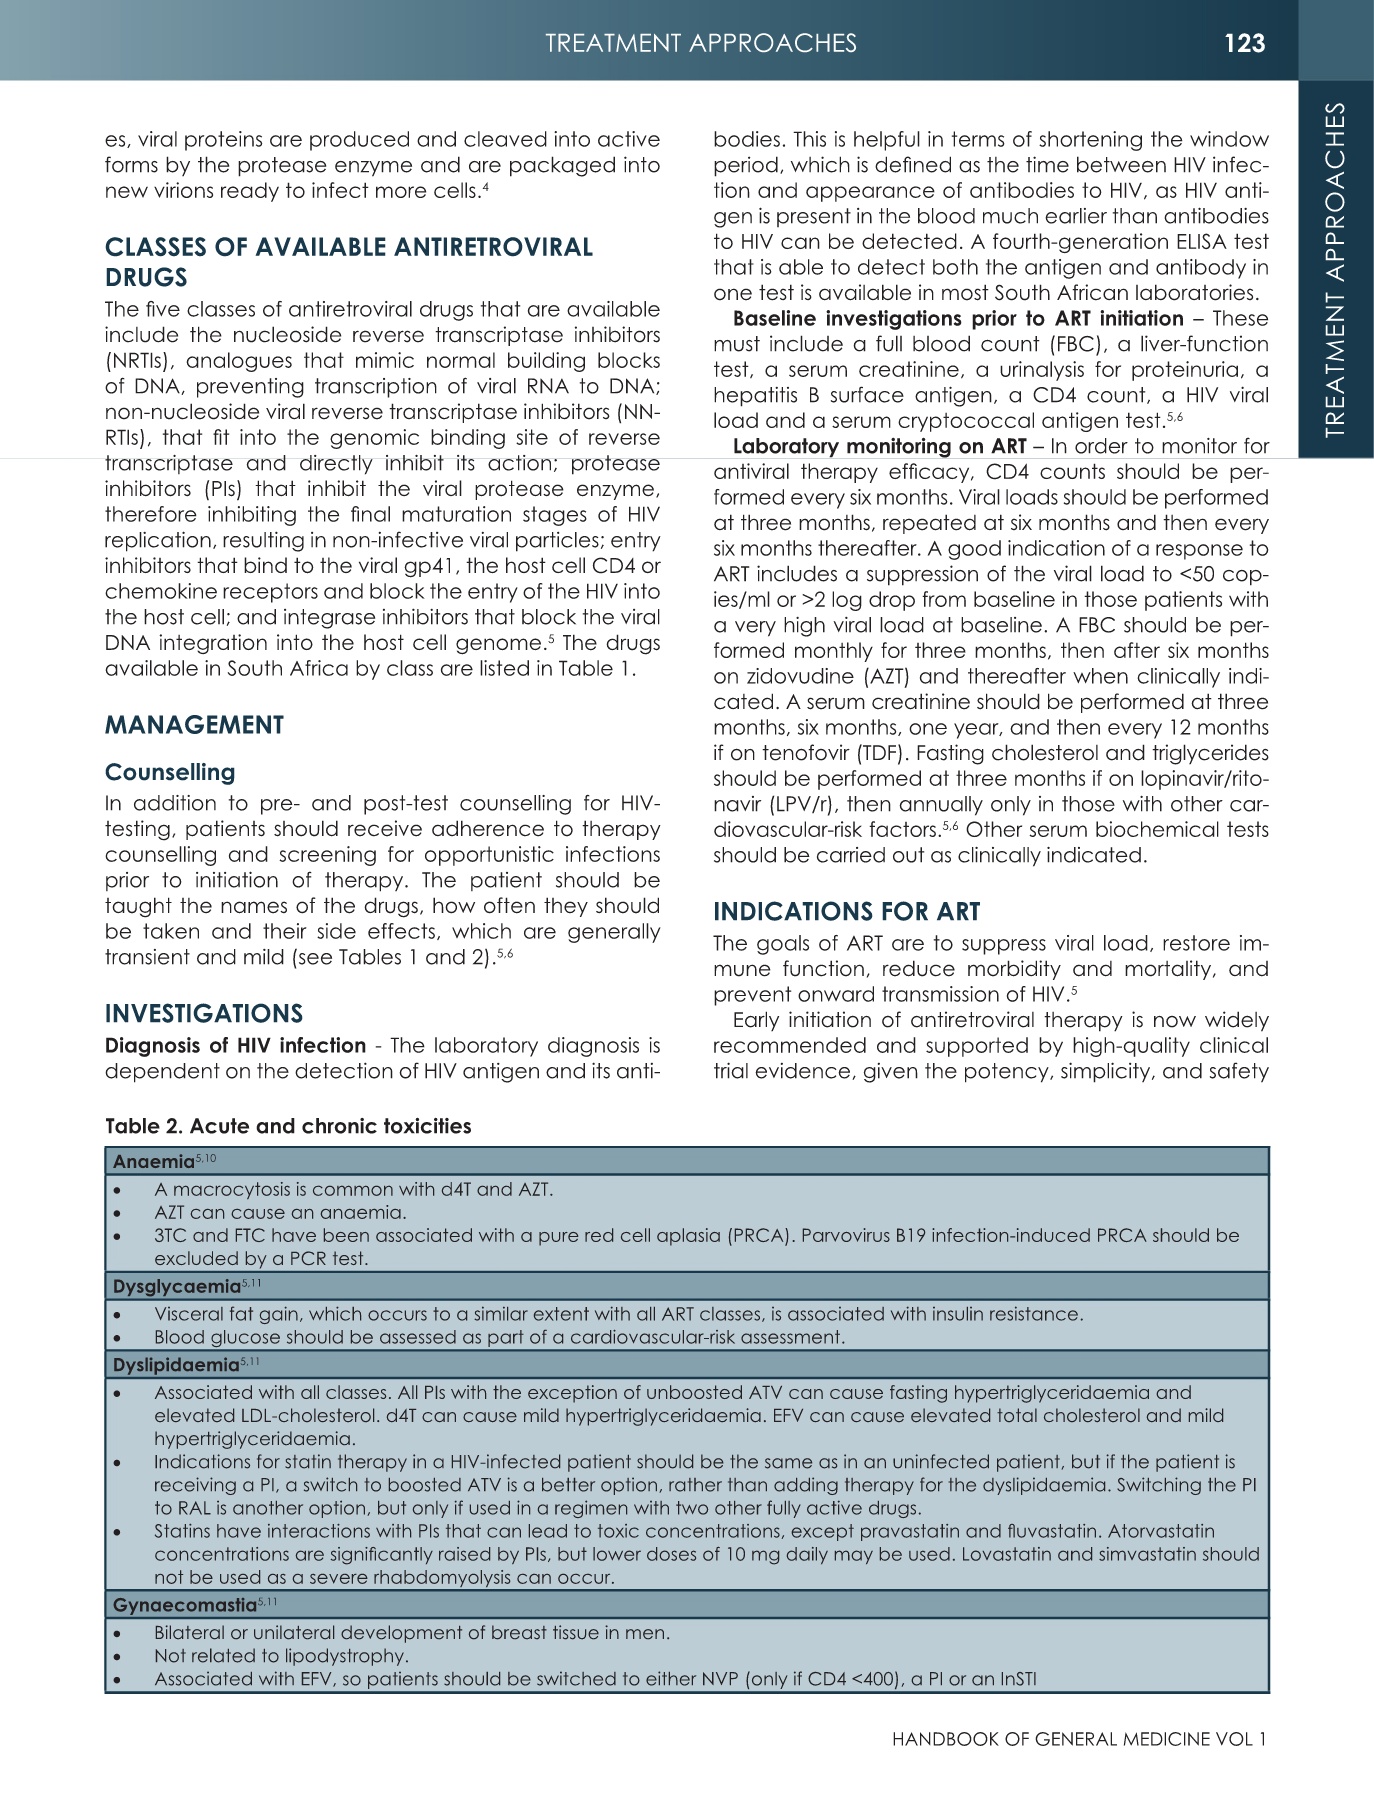 TREATMENT APPROACHES
123
TREATMENT APPROACHES
es, viral proteins are produced and cleaved into active
forms by the protease enzyme and are packaged into
new virions ready to infect more cells.4
CLASSES OF AVAILABLE ANTIRETROVIRAL
DRUGS
The five classes of antiretroviral drugs that are available
include the nucleoside reverse transcriptase inhibitors
(NRTIs), analogues that mimic normal building blocks
of DNA, preventing transcription of viral RNA to DNA;
non-nucleoside viral reverse transcriptase inhibitors (NN-
RTIs), that fit into the genomic binding site of reverse
transcriptase and directly inhibit its action; protease
inhibitors (PIs) that inhibit the viral protease enzyme,
therefore inhibiting the final maturation stages of HIV
replication, resulting in non-infective viral particles; entry
inhibitors that bind to the viral gp41, the host cell CD4 or
chemokine receptors and block the entry of the HIV into
the host cell; and integrase inhibitors that block the viral
DNA integration into the host cell genome.5 The drugs
available in South Africa by class are listed in Table 1.
MANAGEMENT
Counselling
In addition to pre- and post-test counselling for HIV-
testing, patients should receive adherence to therapy
counselling and screening for opportunistic infections
prior to initiation of therapy. The patient should be
taught the names of the drugs, how often they should
be taken and their side effects, which are generally
transient and mild (see Tables 1 and 2).5,6
INVESTIGATIONS
Diagnosis of HIV infection - The laboratory diagnosis is
dependent on the detection of HIV antigen and its anti-
bodies. This is helpful in terms of shortening the window
period, which is defined as the time between HIV infec-
tion and appearance of antibodies to HIV, as HIV anti-
gen is present in the blood much earlier than antibodies
to HIV can be detected. A fourth-generation ELISA test
that is able to detect both the antigen and antibody in
one test is available in most South African laboratories.
Baseline investigations prior to ART initiation – These
must include a full blood count (FBC), a liver-function
test, a serum creatinine, a urinalysis for proteinuria, a
hepatitis B surface antigen, a CD4 count, a HIV viral
load and a serum cryptococcal antigen test.5,6
Laboratory monitoring on ART – In order to monitor for
antiviral therapy efficacy, CD4 counts should be per-
formed every six months. Viral loads should be performed
at three months, repeated at six months and then every
six months thereafter. A good indication of a response to
ART includes a suppression of the viral load to <50 cop-
ies/ml or >2 log drop from baseline in those patients with
a very high viral load at baseline. A FBC should be per-
formed monthly for three months, then after six months
on zidovudine (AZT) and thereafter when clinically indi-
cated. A serum creatinine should be performed at three
months, six months, one year, and then every 12 months
if on tenofovir (TDF). Fasting cholesterol and triglycerides
should be performed at three months if on lopinavir/rito-
navir (LPV/r), then annually only in those with other car-
diovascular-risk factors.5,6 Other serum biochemical tests
should be carried out as clinically indicated.
INDICATIONS FOR ART
The goals of ART are to suppress viral load, restore im-
mune function, reduce morbidity and mortality, and
prevent onward transmission of HIV.5
Early initiation of antiretroviral therapy is now widely
recommended and supported by high-quality clinical
trial evidence, given the potency, simplicity, and safety
Table 2. Acute and chronic toxicities
Anaemia5,10
• A macrocytosis is common with d4T and AZT.
• AZT can cause an anaemia.
• 3TC and FTC have been associated with a pure red cell aplasia (PRCA). Parvovirus B19 infection-induced PRCA should be
excluded by a PCR test.
Dysglycaemia5,11
• Visceral fat gain, which occurs to a similar extent with all ART classes, is associated with insulin resistance.
• Blood glucose should be assessed as part of a cardiovascular-risk assessment.
Dyslipidaemia5,11
• Associated with all classes. All PIs with the exception of unboosted ATV can cause fasting hypertriglyceridaemia and
elevated LDL-cholesterol. d4T can cause mild hypertriglyceridaemia. EFV can cause elevated total cholesterol and mild
hypertriglyceridaemia.
• Indications for statin therapy in a HIV-infected patient should be the same as in an uninfected patient, but if the patient is
receiving a PI, a switch to boosted ATV is a better option, rather than adding therapy for the dyslipidaemia. Switching the PI
to RAL is another option, but only if used in a regimen with two other fully active drugs.
• Statins have interactions with PIs that can lead to toxic concentrations, except pravastatin and fluvastatin. Atorvastatin
concentrations are significantly raised by PIs, but lower doses of 10 mg daily may be used. Lovastatin and simvastatin should
not be used as a severe rhabdomyolysis can occur.
Gynaecomastia5,11
• Bilateral or unilateral development of breast tissue in men.
• Not related to lipodystrophy.
• Associated with EFV, so patients should be switched to either NVP (only if CD4 <400), a PI or an InSTI
HANDBOOK OF GENERAL MEDICINE VOL 1